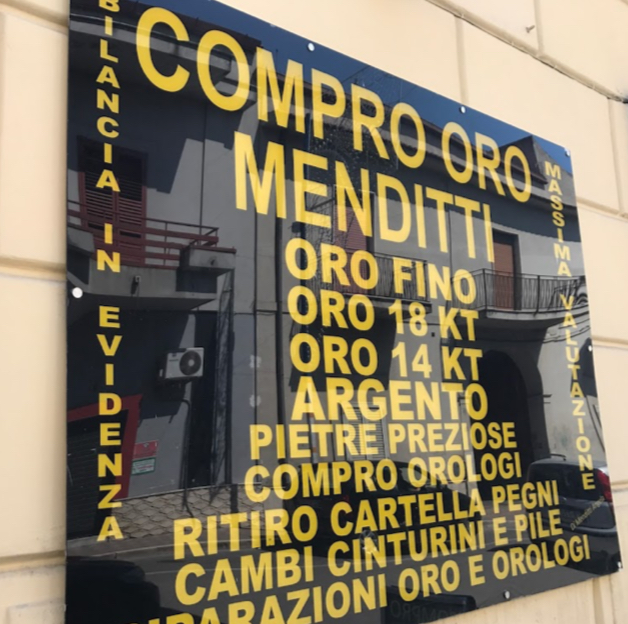 COMPRO ORO
MENDITTI
ORO FINO
ORO 18 KT
ORO 14 KT
ARGENTO
PIETRE PREZIOSE
COMPRO OROLOGI
RITIRO CARTELLA PEGNI
CAMBI CINTURINI E PILE
ORO E OROLOGI
BILANCIA IN EVIDENZA
MASSIMA VALUTAZIONE